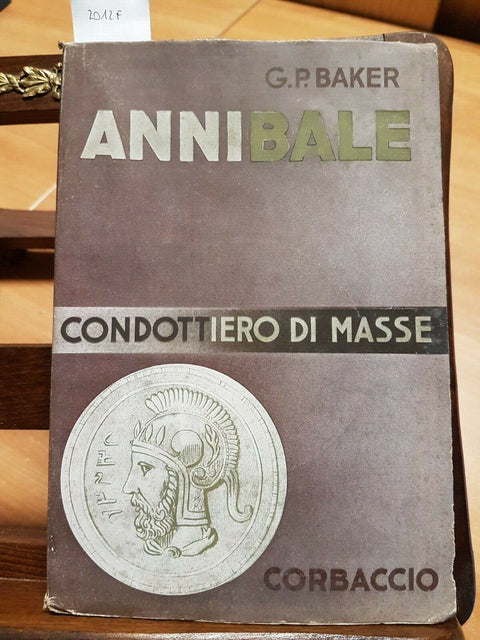 2012F
G.P. BAKER
ANNIBALE
CONDOTTIERO DI MASSE
CORBACCIO